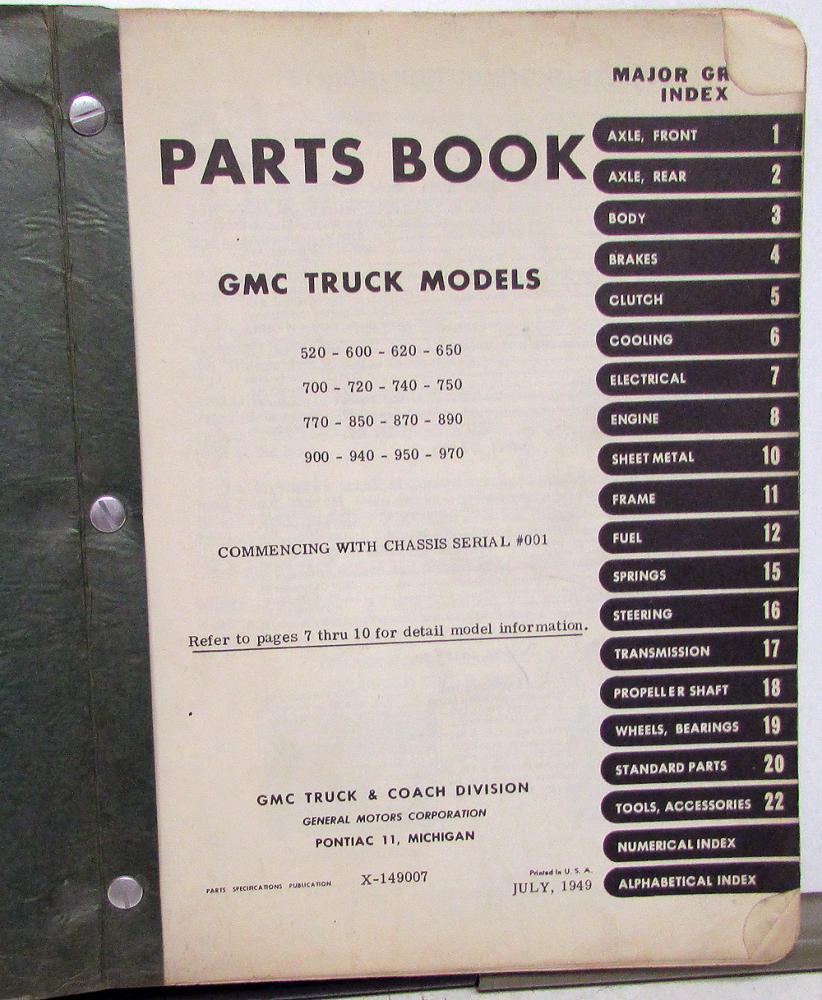 MAJOR GR
INDEX
PARTS BOOK
GMC TRUCK MODELS
520 - 600 - 620 - 650
700 - 720 - 740 - 750
770 - 850 - 870 - 890
900 - 940 - 950 - 970
COMMENCING WITH CHASSIS SERIAL #001
Refer to pages 7 thru 10 for detail model information.
GMC TRUCK & COACH DIVISION
GENERAL MOTORS CORPORATION
PONTIAC 11, MICHIGAN
PARTS SPECIFICATIONS PUBLICATION X-149007
Printed in U. S. A.
JULY, 1949
AXLE, FRONT 1
AXLE, REAR 2
BODY 3
BRAKES 4
CLUTCH 5
COOLING 6
ELECTRICAL 7
ENGINE 8
SHEET METAL 10
FRAME 11
FUEL 12
SPRINGS 15
STEERING 16
TRANSMISSION 17
PROPELLER SHAFT 18
WHEELS, BEARINGS 19
STANDARD PARTS 20
TOOLS, ACCESSORIES 22
NUMERICAL INDEX
ALPHABETICAL INDEX